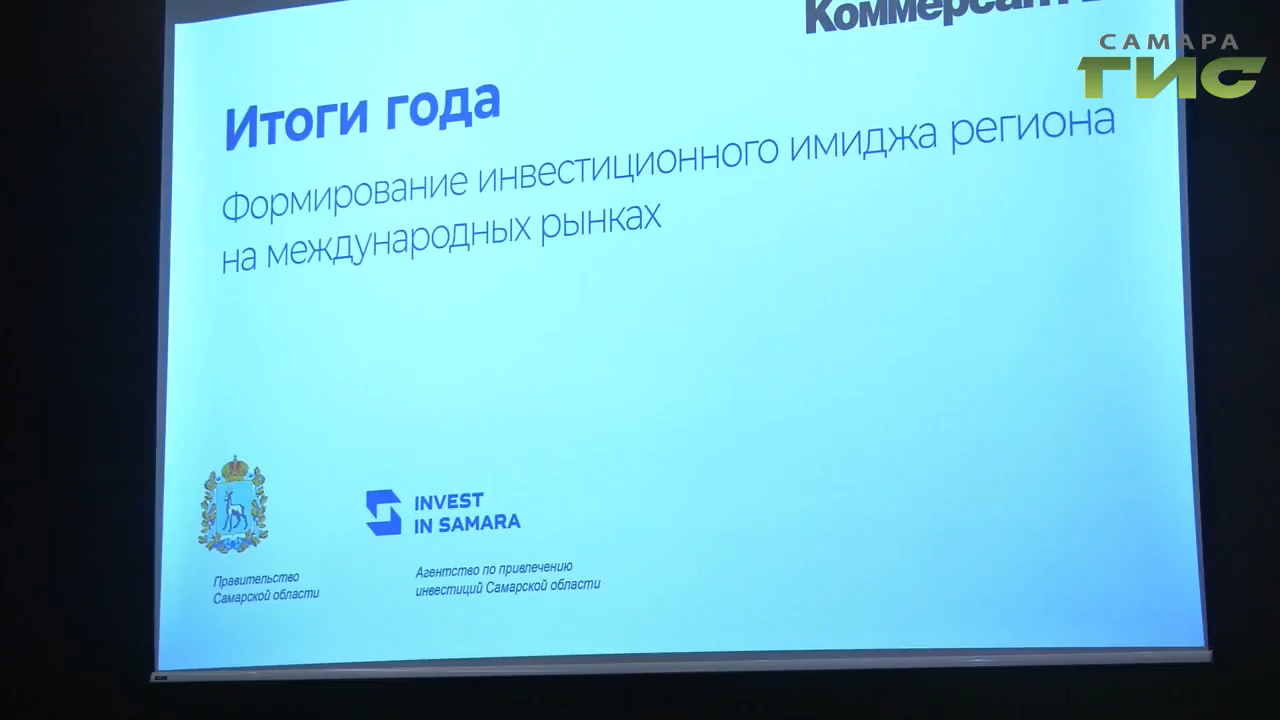 Коммерсантъ
САМАРА
ГИС
Итоги года
Формирование инвестиционного имиджа региона
на международных рынках
INVEST
IN SAMARA
Правительство
Самарской области
Агентство по привлечению
инвестиций Самарской области